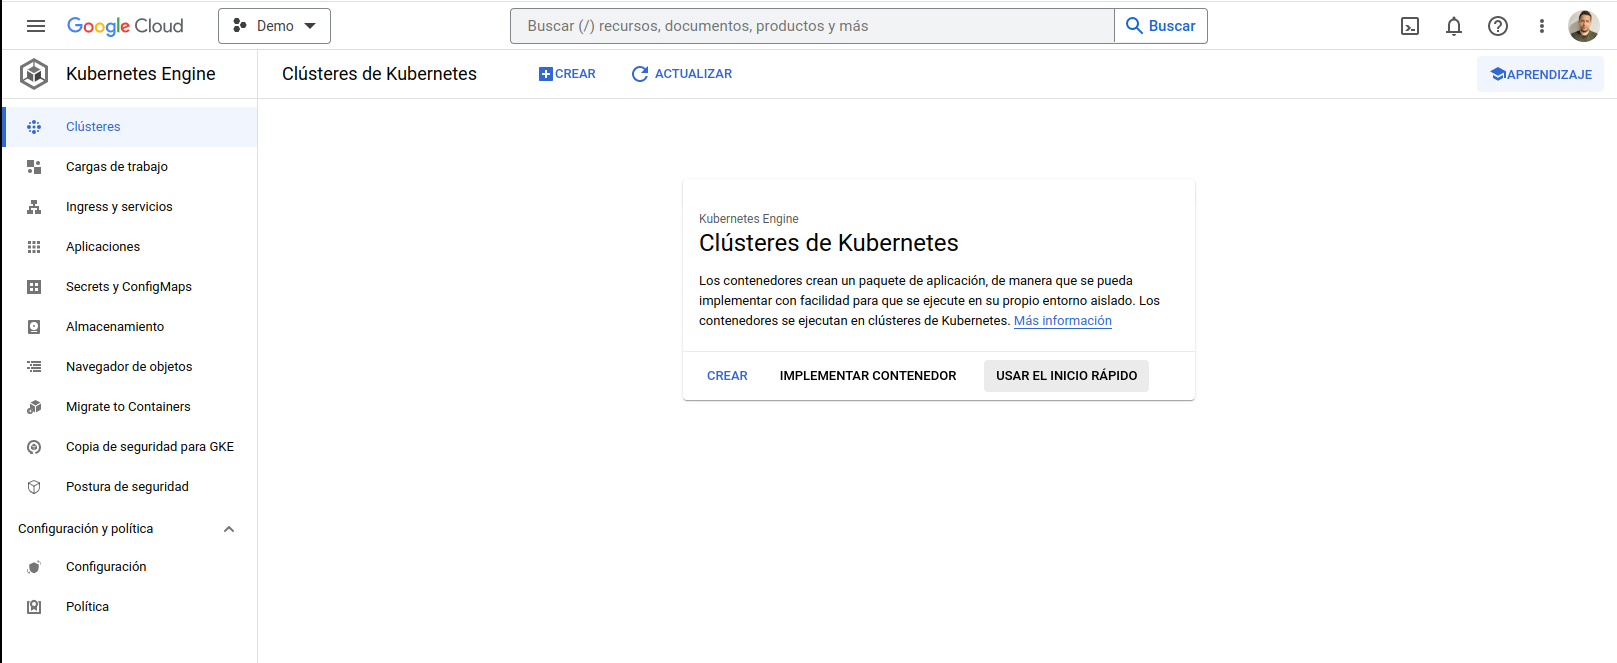 Google Cloud
Demo
Buscar (/) recursos, documentos, productos y más
Buscar
Kubernetes Engine
Clústeres de Kubernetes
CREAR
ACTUALIZAR
APRENDIZAJE
Clústeres
Cargas de trabajo
Ingress y servicios
Aplicaciones
Secrets y ConfigMaps
Almacenamiento
Navegador de objetos
Migrate to Containers
Copia de seguridad para GKE
Postura de seguridad
Configuración y política
Configuración
Política
Kubernetes Engine
Clústeres de Kubernetes
Los contenedores crean un paquete de aplicación, de manera que se pueda
implementar con facilidad para que se ejecute en su propio entorno aislado. Los
contenedores se ejecutan en clústeres de Kubernetes. Más información
CREAR
IMPLEMENTAR CONTENEDOR
USAR EL INICIO RÁPIDO